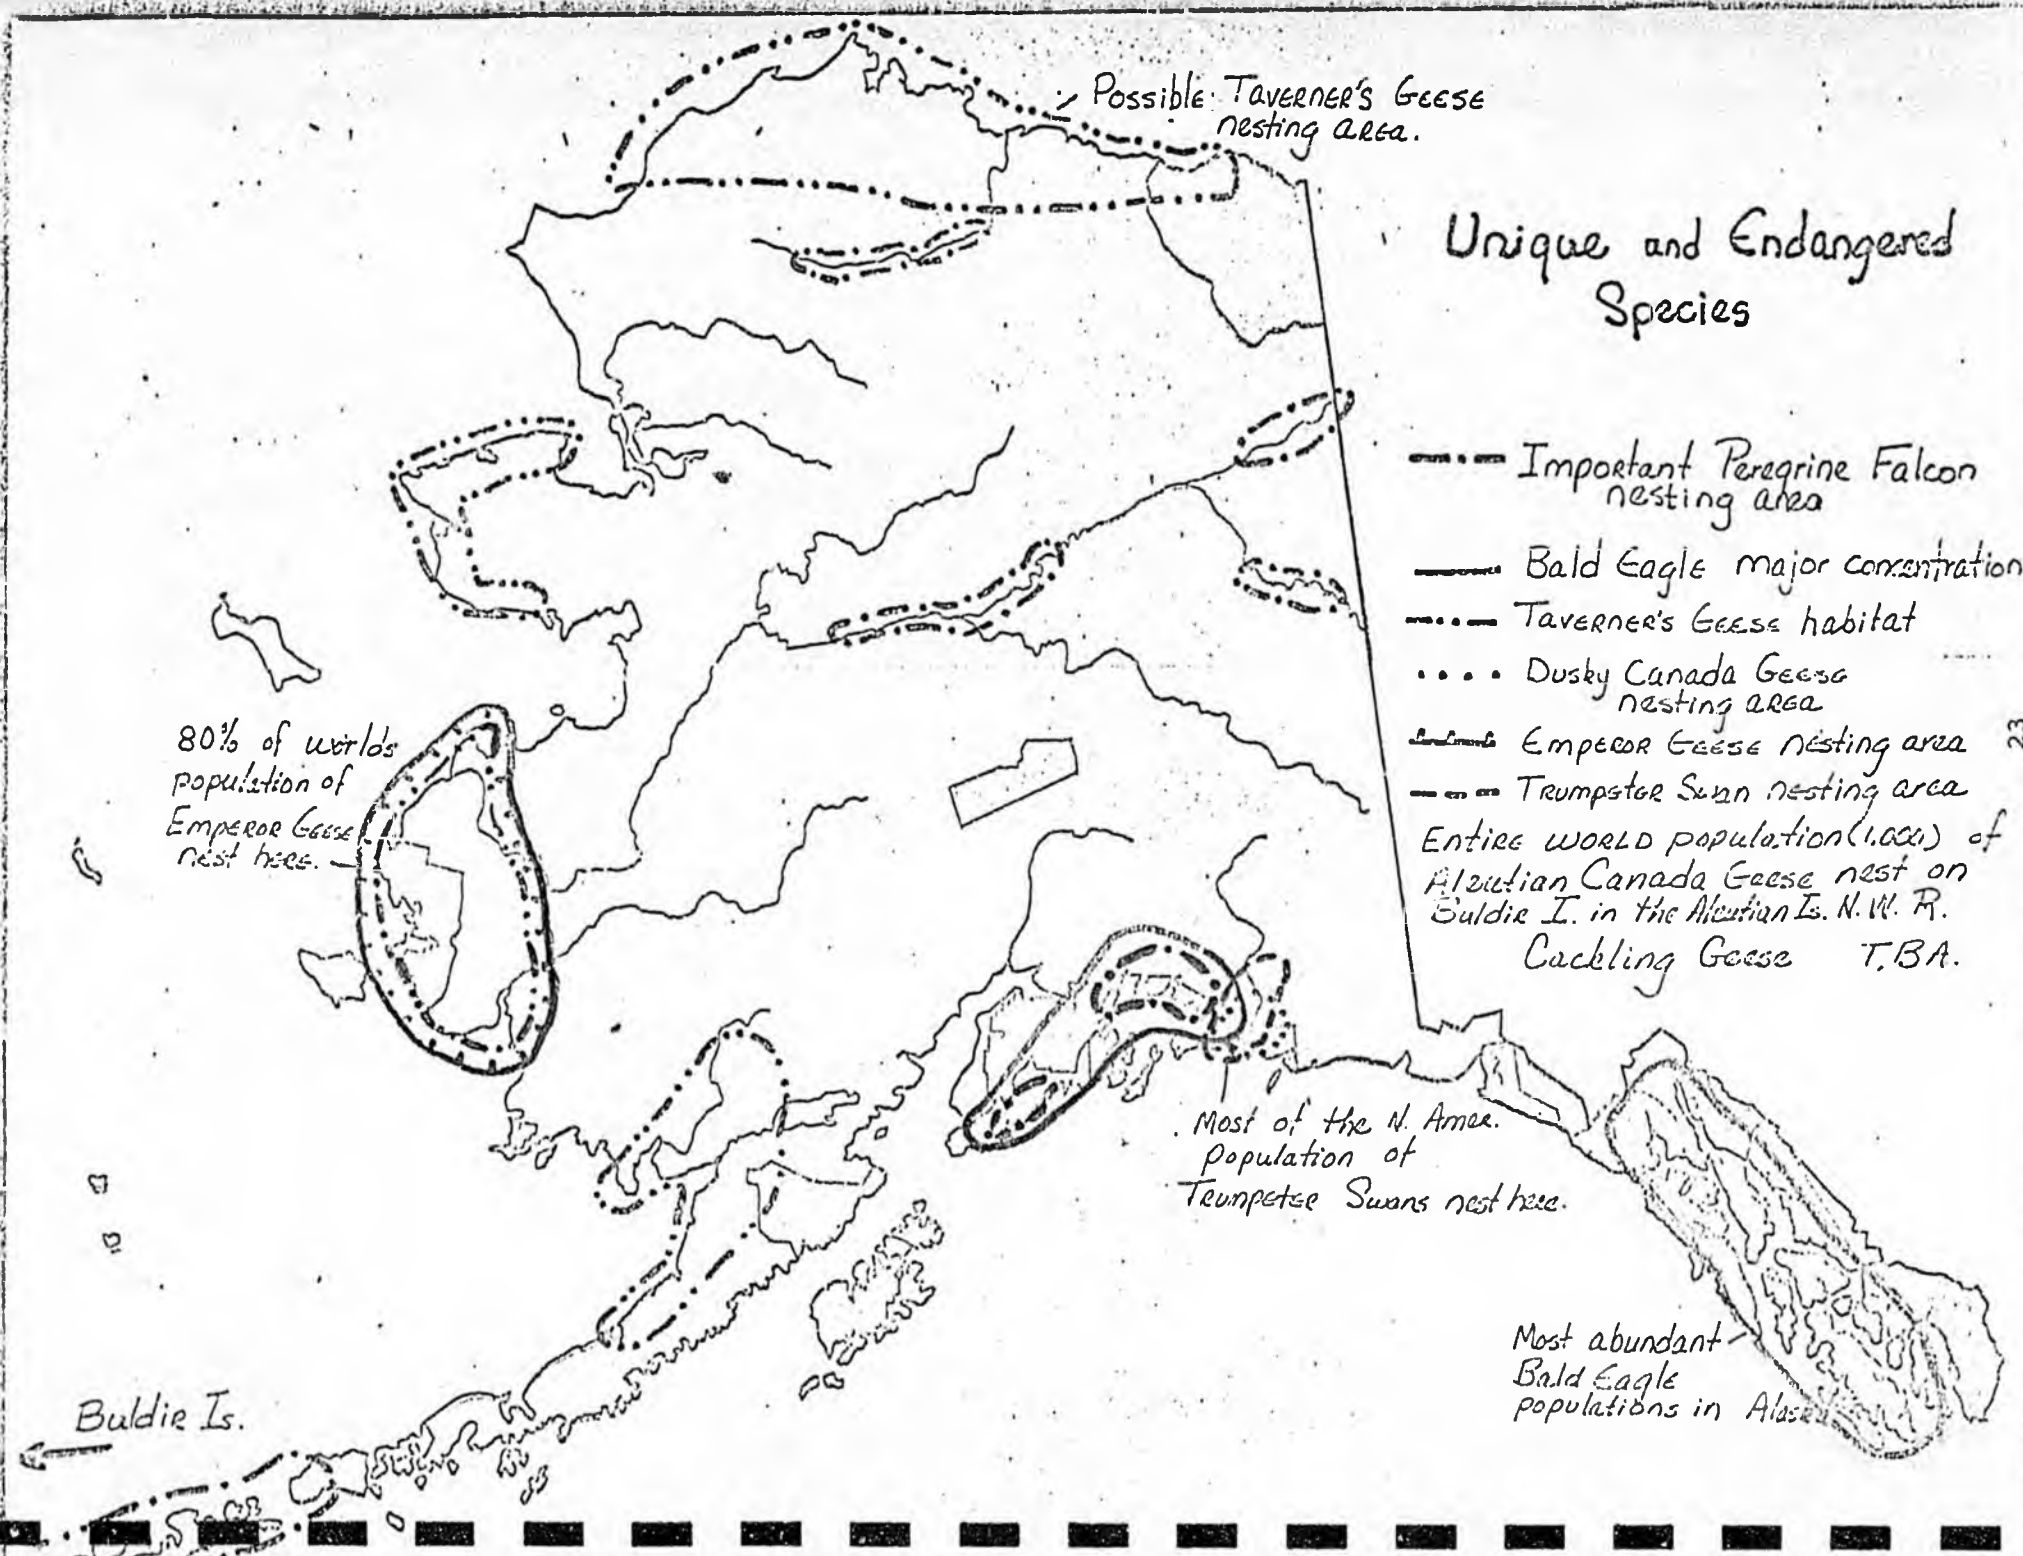 Possible Taverner's Geese
nesting area.
Unique and Endangered
Species
Important Peregrine Falcon
nesting area
Bald Eagle major concentration
Taverner's Geese habitat
Dusky Canada Geese
nesting area
Emperor Geese nesting area
Trumpeter Swan nesting area
Entire world population (1,000) of
Aleutian Canada Geese nest on
Buldir I. in the Aleutian Is. N.W.R.
Cackling Geese T.B.A.
23
80% of world's
population of
Emperor Geese
nest here.
Most of the N. Amer.
population of
Trumpeter Swans nest here.
Most abundant
Bald Eagle
populations in
Buldir Is.